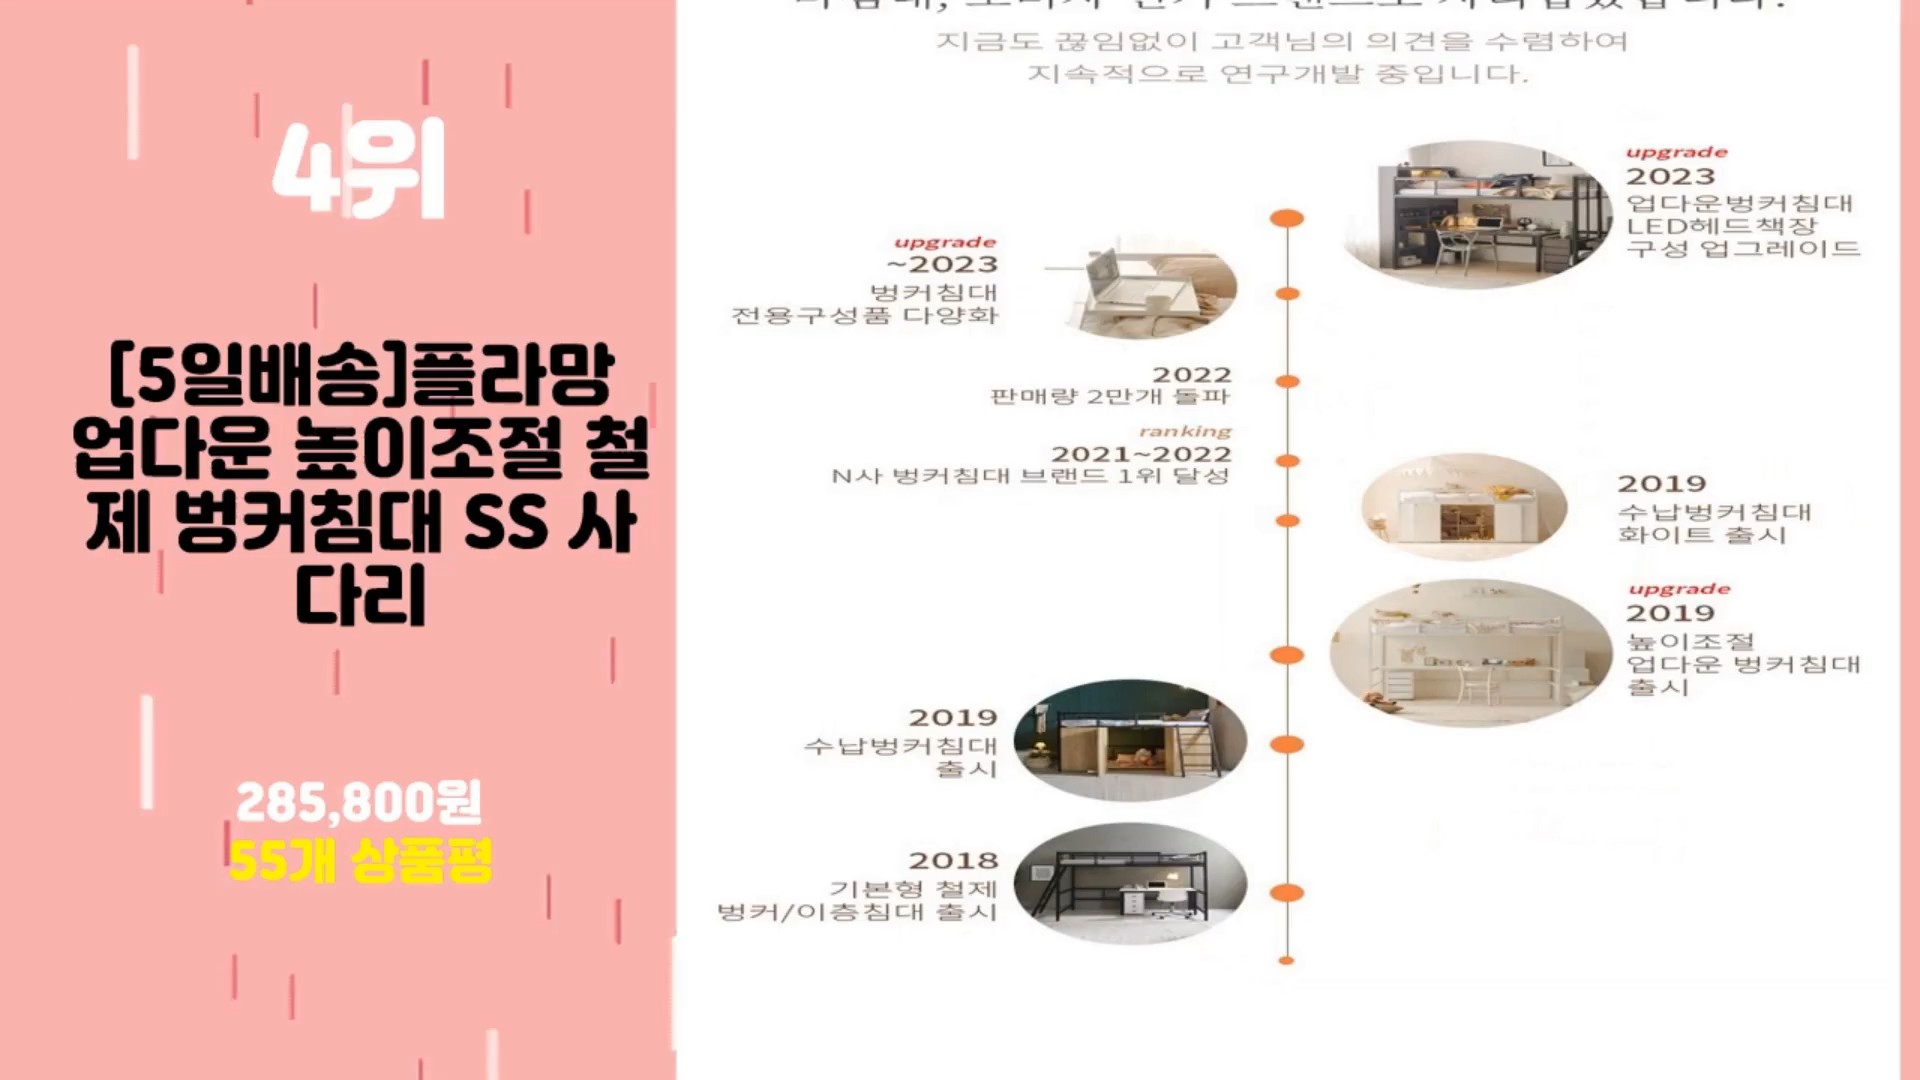 4위
[5일배송]플라망
업다운 높이조절 철
제 벙커침대 SS 사
다리
285,800원
55개 상품평
지금도 끊임없이 고객님의 의견을 수렴하여
지속적으로 연구개발 중입니다.
upgrade
2023
업다운벙커침대
LED헤드책장
구성 업그레이드
upgrade
~2023
벙커침대
전용구성품 다양화
2022
판매량 2만개 돌파
ranking
2021~2022
N사 벙커침대 브랜드 1위 달성
2019
수납벙커침대
화이트 출시
upgrade
2019
높이조절
업다운 벙커침대
출시
2019
수납벙커침대
출시
2018
기본형 철제
벙커/이층침대 출시